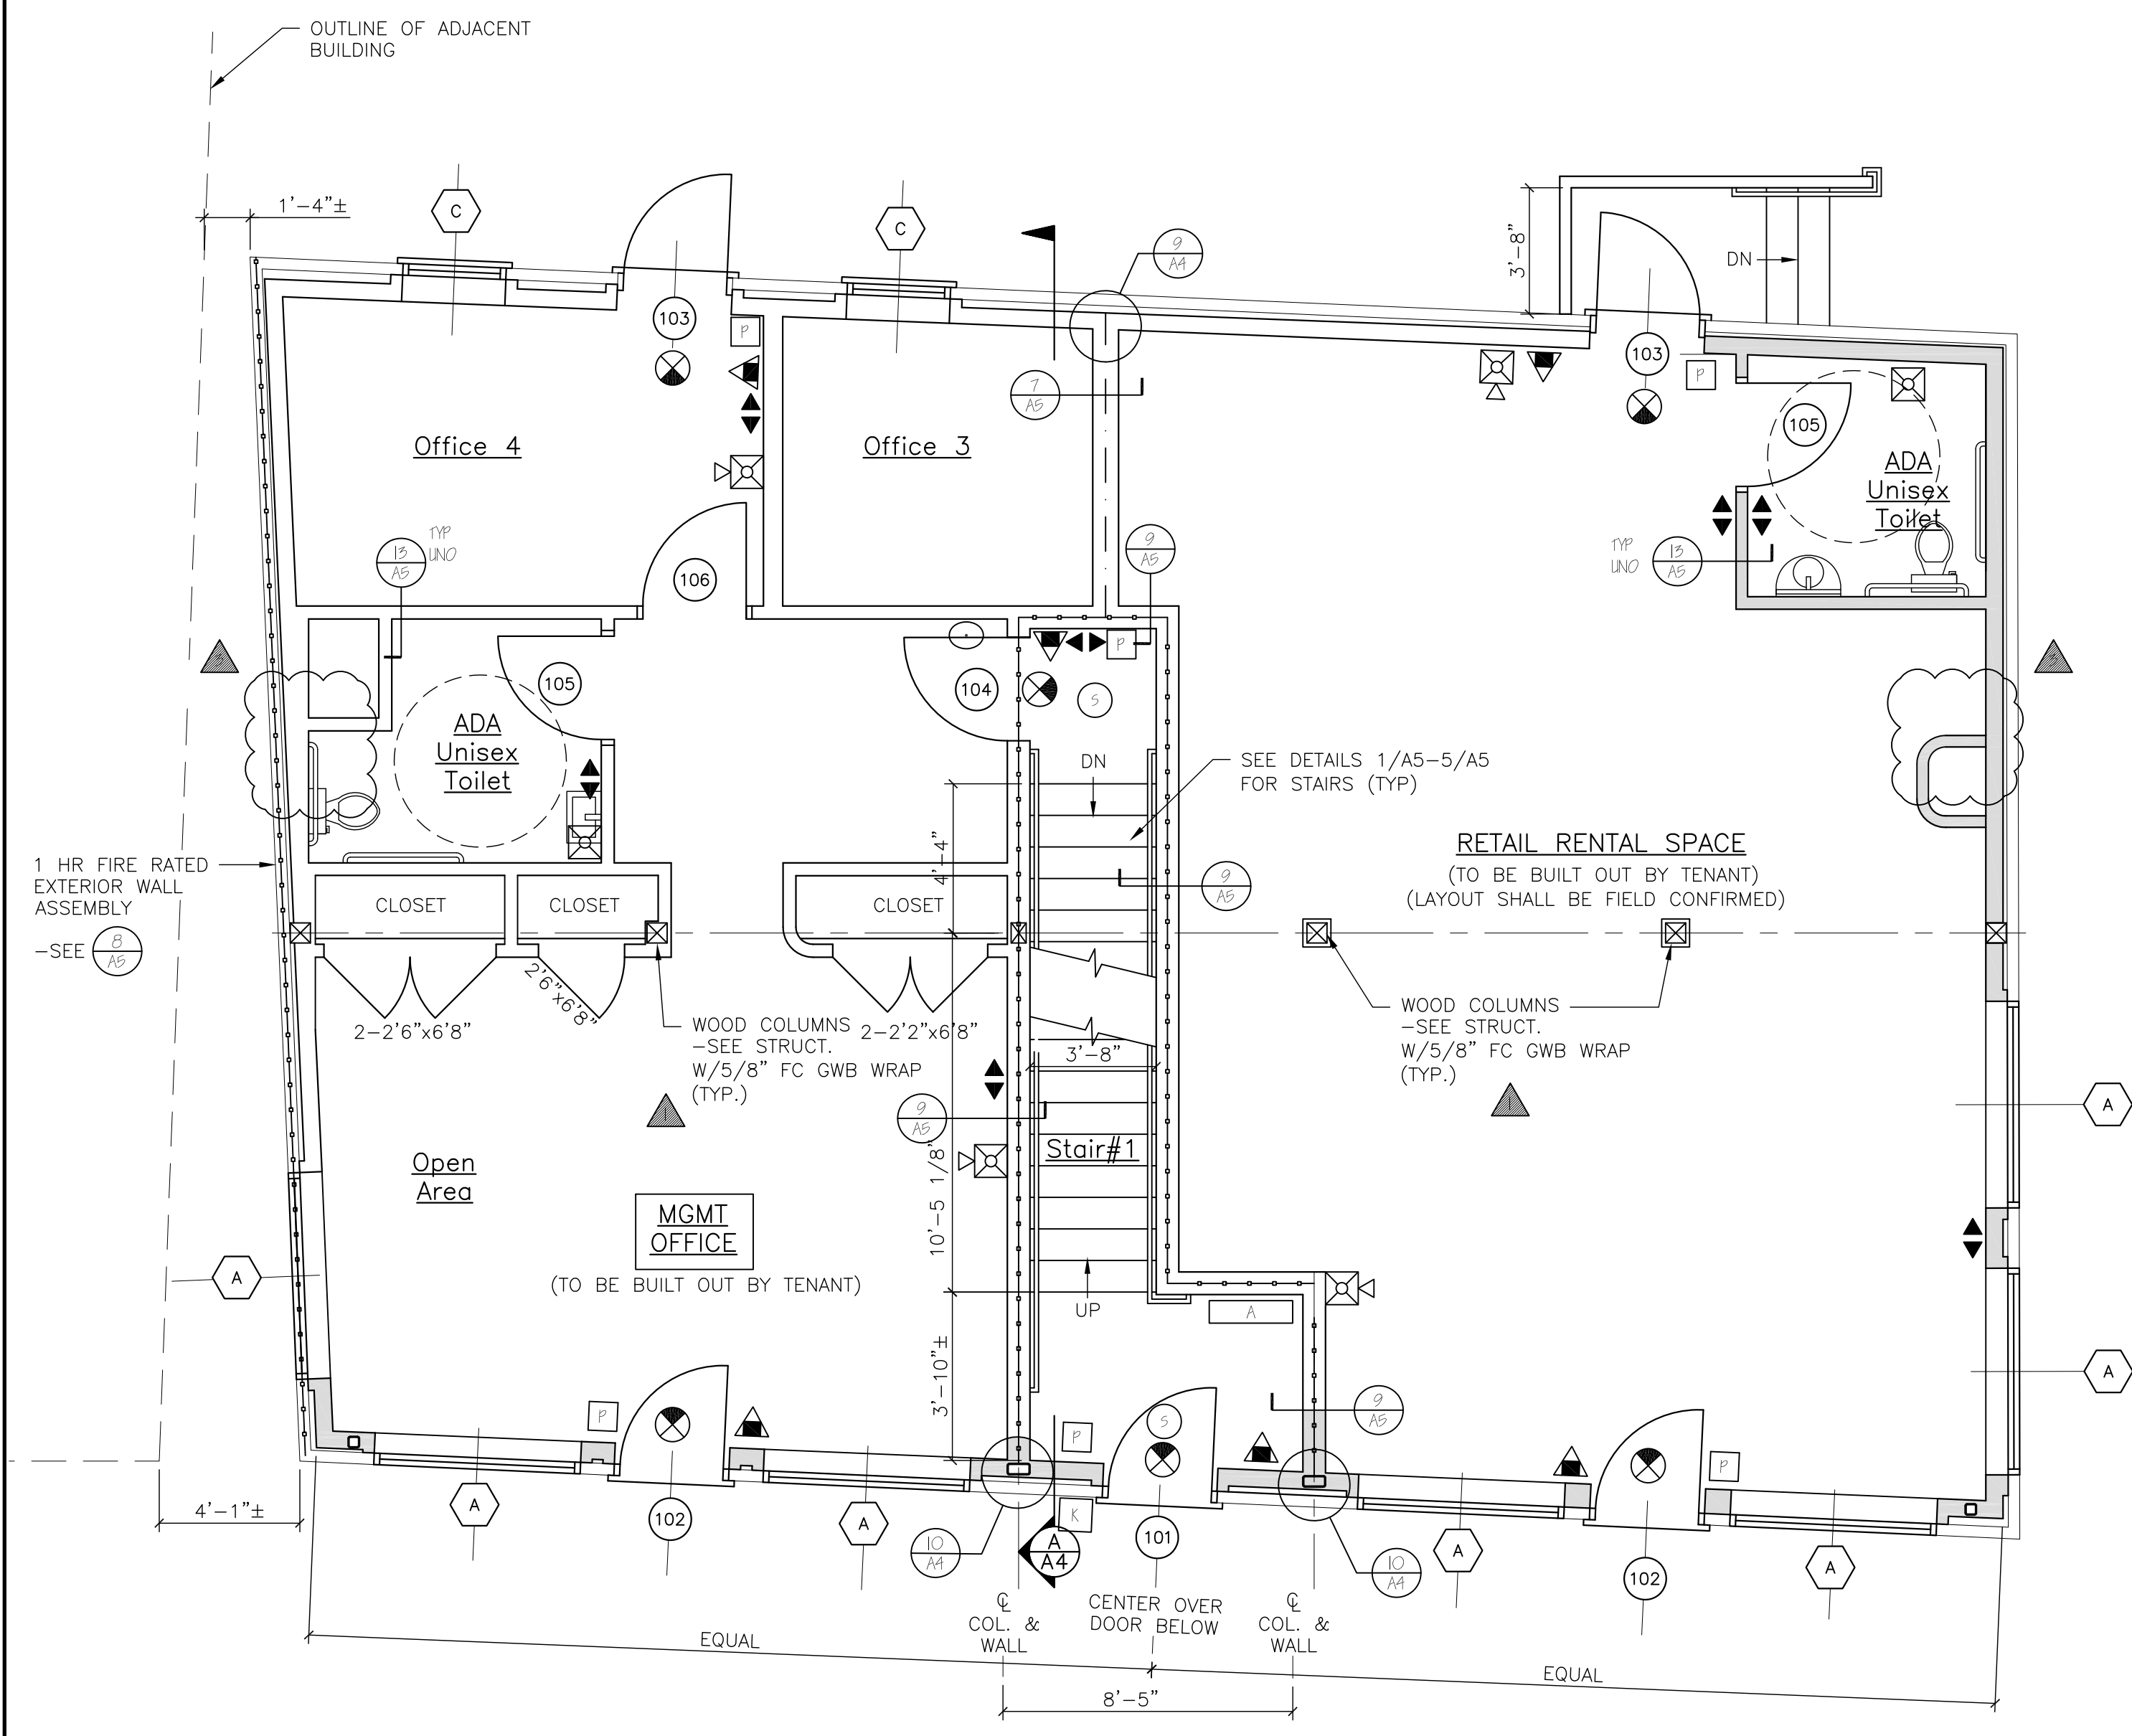 OUTLINE OF ADJACENT
BUILDING
1'-4"±
C
C
9
A4
3'-8"
DN
103
P
103
P
7
A5
105
Office 4
Office 3
ADA
Unisex
Toilet
TYP
UNO
13
A5
9
A5
TYP
UNO
13
A5
106
3
3
105
104
P
S
ADA
Unisex
Toilet
DN
SEE DETAILS 1/A5-5/A5
FOR STAIRS (TYP)
4'-4"
RETAIL RENTAL SPACE
(TO BE BUILT OUT BY TENANT)
(LAYOUT SHALL BE FIELD CONFIRMED)
1 HR FIRE RATED
EXTERIOR WALL
ASSEMBLY
-SEE
8
A5
9
A5
CLOSET
CLOSET
CLOSET
2'6"x6'8"
2-2'6"x6'8"
WOOD COLUMNS
-SEE STRUCT.
W/5/8" FC GWB WRAP
(TYP.)
2-2'2"x6'8"
WOOD COLUMNS
-SEE STRUCT.
W/5/8" FC GWB WRAP
(TYP.)
3'-8"
1
1
9
A5
A
Stair#1
Open
Area
10'-5 1/8"
MGMT
OFFICE
(TO BE BUILT OUT BY TENANT)
A
UP
A
3'-10"±
A
9
A5
P
P
S
P
4'-1"±
A
102
A
K
101
10
A4
A
A4
10
A4
A
102
A
℄
COL. &
WALL
CENTER OVER
DOOR BELOW
℄
COL. &
WALL
EQUAL
EQUAL
8'-5"